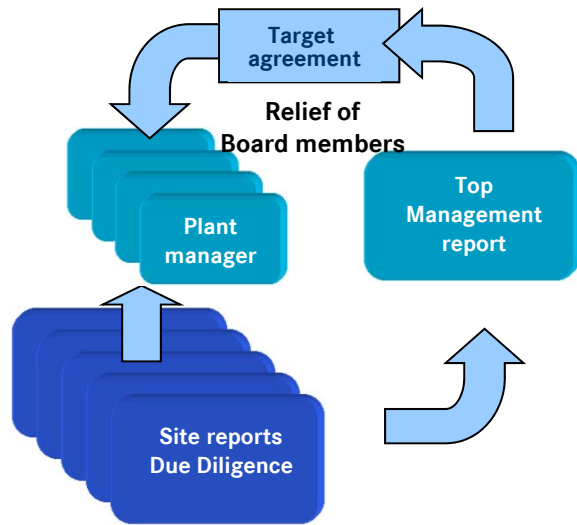 Target
agreement
Relief of
Board members
Plant
manager
Top
Management
report
Site reports
Due Diligence